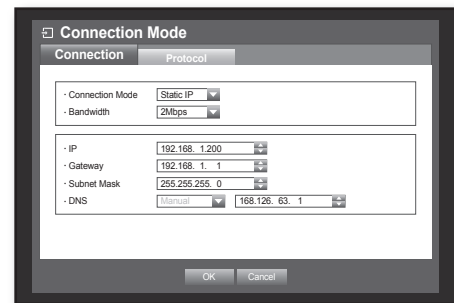 Connection Mode
Connection Protocol
· Connection Mode Static IP
· Bandwidth 2Mbps
· IP 192.168. 1.200
· Gateway 192.168. 1. 1
· Subnet Mask 255.255.255. 0
· DNS Manual 168.126. 63. 1
OK Cancel